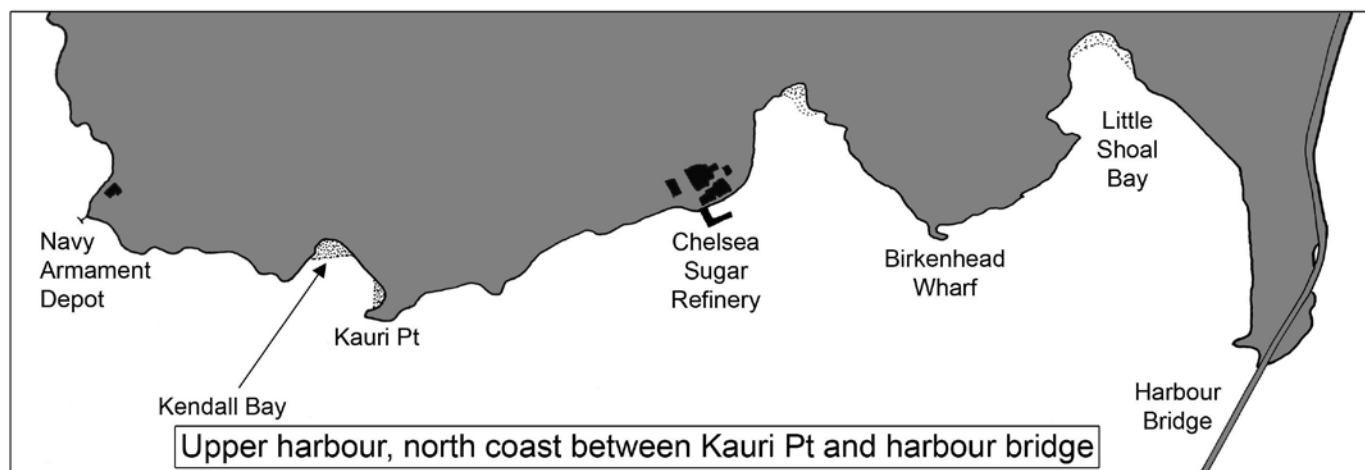 Little
Shoal
Bay
Navy
Armament
Depot
Chelsea
Sugar
Refinery
Birkenhead
Wharf
Kauri Pt
Kendall Bay
Harbour
Bridge
Upper harbour, north coast between Kauri Pt and harbour bridge